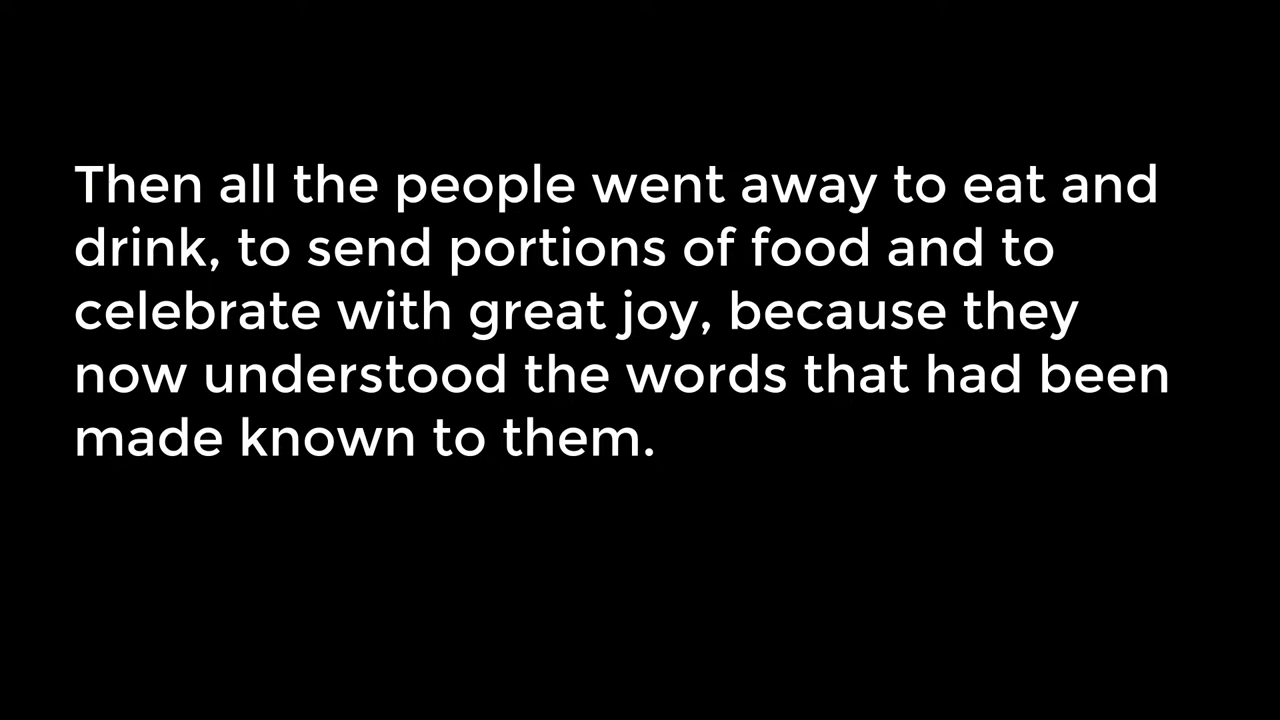 Then all the people went away to eat and
drink, to send portions of food and to
celebrate with great joy, because they
now understood the words that had been
made known to them.